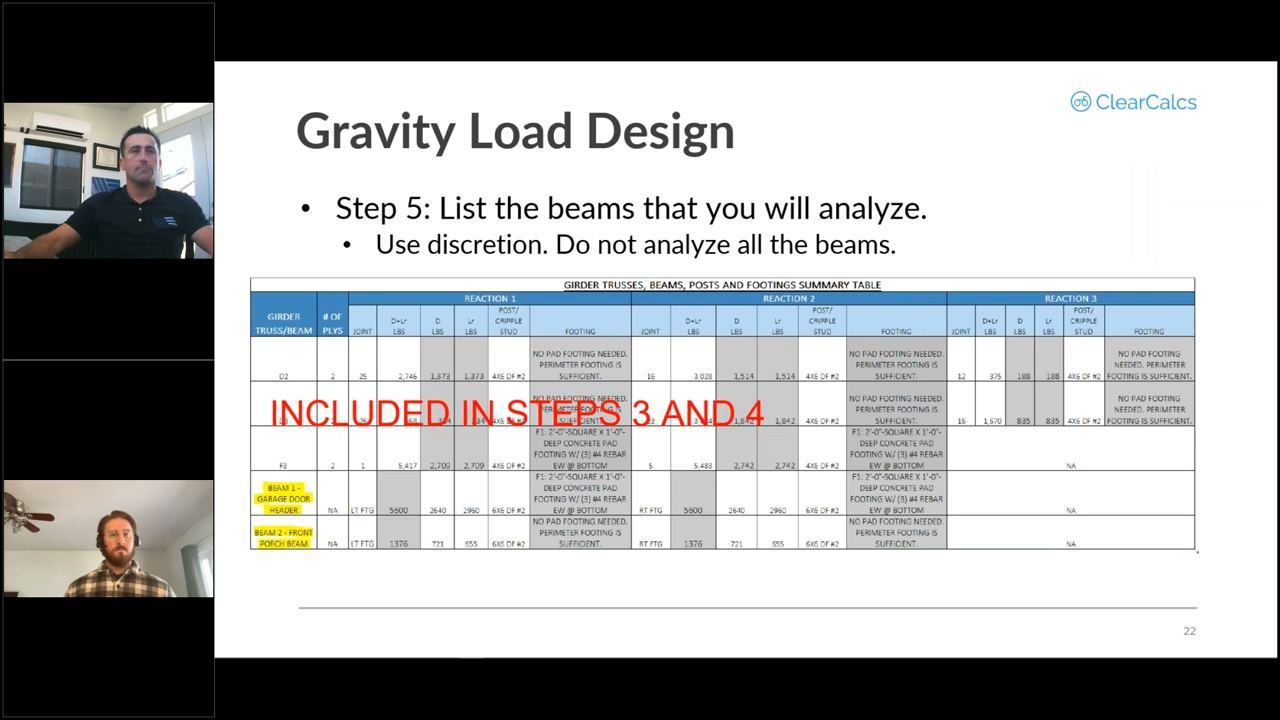 ClearCalcs
Gravity Load Design
• Step 5: List the beams that you will analyze.
• Use discretion. Do not analyze all the beams.
GIRDER TRUSSES, BEAMS, POSTS AND FOOTINGS SUMMARY TABLE
REACTION 1 REACTION 2 REACTION 3
GIRDER TRUSS/BEAM # OF PLYS JOINT D+Lr LBS D LBS Lr LBS POST/ CRIPPLE STUD FOOTING JOINT D+Lr LBS D LBS Lr LBS POST/ CRIPPLE STUD FOOTING JOINT D+Lr LBS D LBS Lr LBS POST/ CRIPPLE STUD FOOTING
D2 2 25 2,746 1,373 1,373 4X6 DF #2 NO PAD FOOTING NEEDED. PERIMETER FOOTING IS SUFFICIENT. 16 3,028 1,514 1,514 4X6 DF #2 NO PAD FOOTING NEEDED. PERIMETER FOOTING IS SUFFICIENT. 12 375 188 188 4X6 DF #2 NO PAD FOOTING NEEDED. PERIMETER FOOTING IS SUFFICIENT.
INCLUDED IN STEPS 3 AND 4
1,842 1,842 4X6 DF #2 NO PAD FOOTING NEEDED. PERIMETER FOOTING IS SUFFICIENT. 16 1,670 835 835 4X6 DF #2 NO PAD FOOTING NEEDED. PERIMETER FOOTING IS SUFFICIENT.
F3 2 1 5,417 2,709 2,709 4X6 DF #2 F1: 2'-0"-SQUARE X 1'-0"- DEEP CONCRETE PAD FOOTING W/ (3) #4 REBAR EW @ BOTTOM 5 5,483 2,742 2,742 4X6 DF #2 F1: 2'-0"-SQUARE X 1'-0"- DEEP CONCRETE PAD FOOTING W/ (3) #4 REBAR EW @ BOTTOM NA
BEAM 1 - GARAGE DOOR HEADER NA LT FTG 5600 2640 2960 6X6 DF #2 F1: 2'-0"-SQUARE X 1'-0"- DEEP CONCRETE PAD FOOTING W/ (3) #4 REBAR EW @ BOTTOM RT FTG 5600 2640 2960 6X6 DF #2 F1: 2'-0"-SQUARE X 1'-0"- DEEP CONCRETE PAD FOOTING W/ (3) #4 REBAR EW @ BOTTOM NA
BEAM 2 - FRONT PORCH BEAM NA LT FTG 1376 721 655 6X6 DF #2 NO PAD FOOTING NEEDED. PERIMETER FOOTING IS SUFFICIENT. RT FTG 1376 721 655 6X6 DF #2 NO PAD FOOTING NEEDED. PERIMETER FOOTING IS SUFFICIENT. NA
22